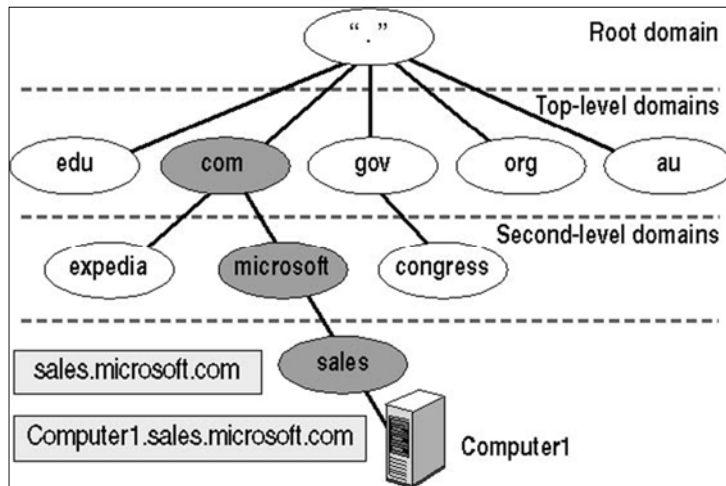 “.”
Root domain
Top-level domains
edu
com
gov
org
au
Second-level domains
expedia
microsoft
congress
sales
sales.microsoft.com
Computer1.sales.microsoft.com
Computer1